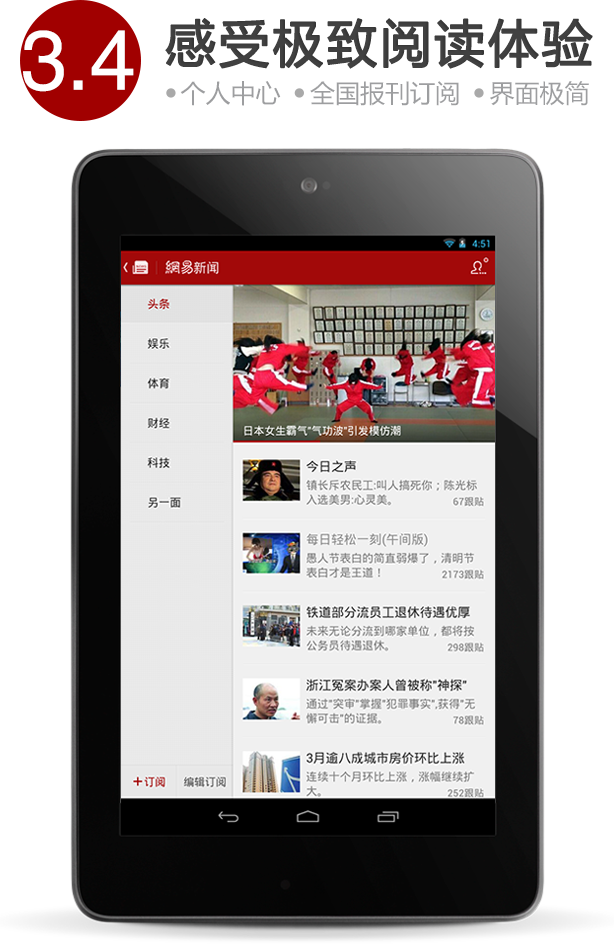 3.4
感受极致阅读体验
•个人中心 •全国报刊订阅 •界面极简
4:51
網易新闻
头条
娱乐
体育
财经
科技
另一面
+订阅
编辑订阅
日本女生霸气"气功波"引发模仿潮
今日之声
镇长斥农民工:叫人搞死你；陈光标
入选美男:心灵美。
67跟贴
每日轻松一刻(午间版)
愚人节表白的简直弱爆了，清明节
表白才是王道！
2173跟贴
铁道部分流员工退休待遇优厚
未来无论分流到哪家单位，都将按
公务员待遇退休。
298跟贴
浙江冤案办案人曾被称"神探"
通过"突审"掌握"犯罪事实",获得"无
懈可击"的证据。
78跟贴
3月逾八成城市房价环比上涨
连续十个月环比上涨，涨幅继续扩
大。
252跟贴